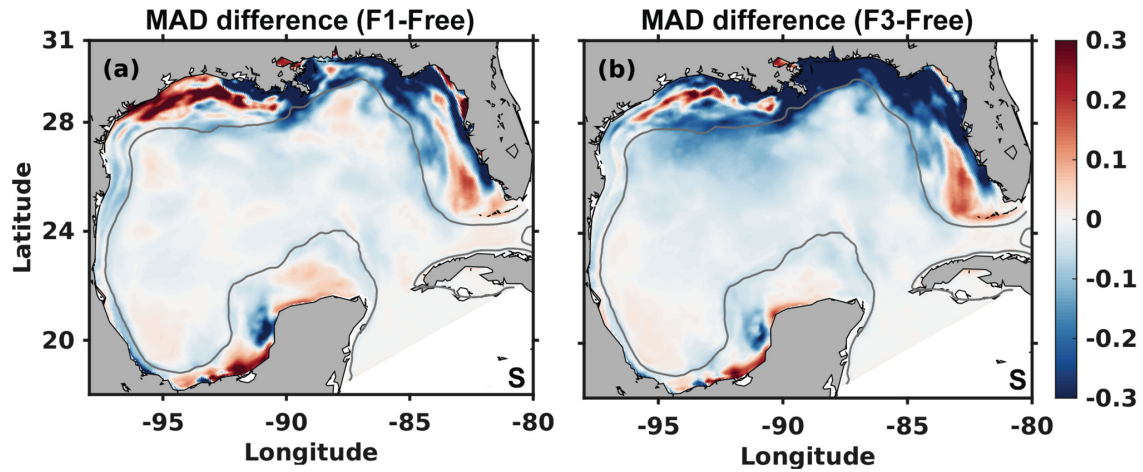 MAD difference (F1-Free)
MAD difference (F3-Free)
31
28
24
20
Latitude
(a)
S
-95
-90
-85
-80
Longitude
(b)
S
-95
-90
-85
-80
Longitude
0.3
0.2
0.1
0
-0.1
-0.2
-0.3